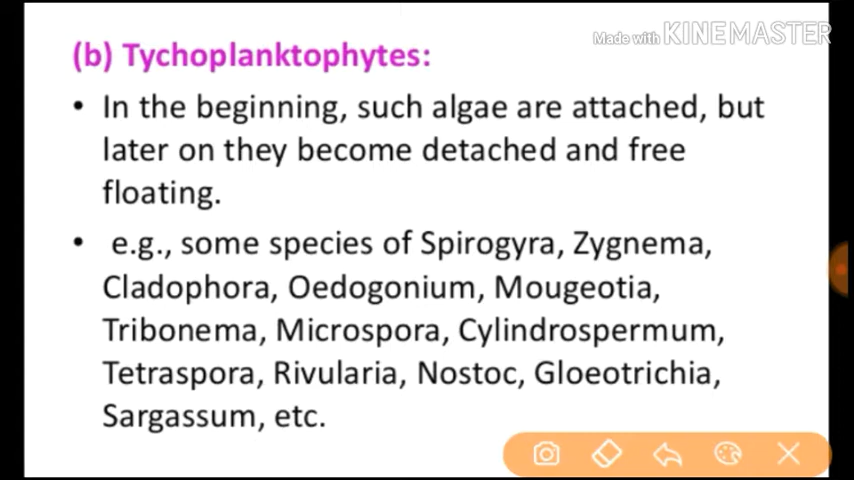 Made with KINEMASTER
(b) Tychoplanktophytes:
• In the beginning, such algae are attached, but
later on they become detached and free
floating.
• e.g., some species of Spirogyra, Zygnema,
Cladophora, Oedogonium, Mougeotia,
Tribonema, Microspora, Cylindrospermum,
Tetraspora, Rivularia, Nostoc, Gloeotrichia,
Sargassum, etc.